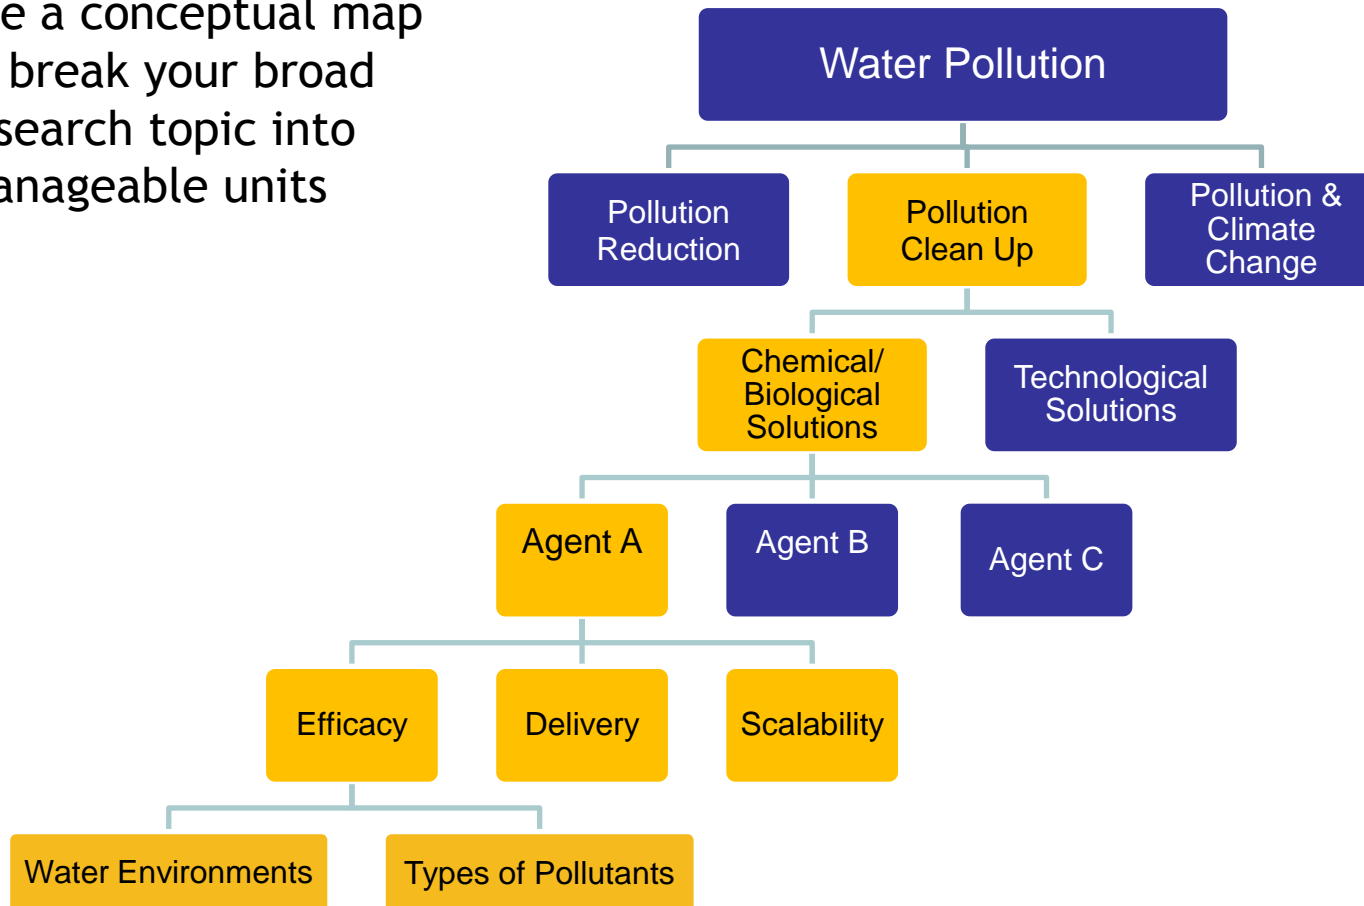 e a conceptual map
break your broad
search topic into
anageable units
Water Pollution
Pollution
Reduction
Pollution
Clean Up
Pollution &
Climate
Change
Chemical/
Biological
Solutions
Technological
Solutions
Agent A
Agent B
Agent C
Efficacy
Delivery
Scalability
Water Environments
Types of Pollutants